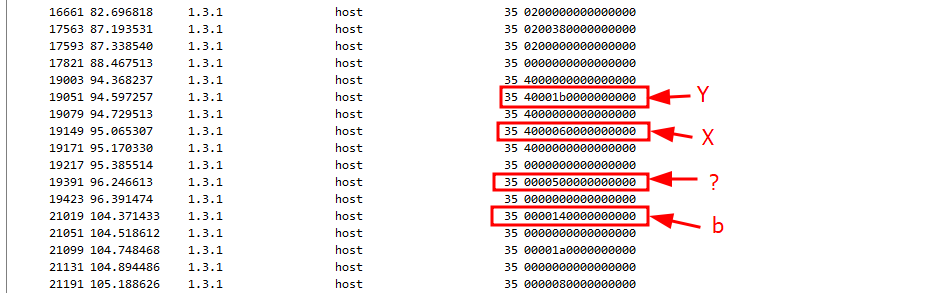 16661 82.696818 1.3.1 host 35 0200000000000000
17563 87.193531 1.3.1 host 35 0200380000000000
17593 87.338540 1.3.1 host 35 0200000000000000
17821 88.467513 1.3.1 host 35 0000000000000000
19003 94.368237 1.3.1 host 35 4000000000000000
19051 94.597257 1.3.1 host 35 40001b0000000000 Y
19079 94.729513 1.3.1 host 35 4000000000000000
19149 95.065307 1.3.1 host 35 4000060000000000 X
19171 95.170330 1.3.1 host 35 4000000000000000
19217 95.385514 1.3.1 host 35 0000000000000000
19391 96.246613 1.3.1 host 35 0000500000000000 ?
19423 96.391474 1.3.1 host 35 0000000000000000
21019 104.371433 1.3.1 host 35 0000140000000000 b
21051 104.518612 1.3.1 host 35 0000000000000000
21099 104.748468 1.3.1 host 35 00001a0000000000
21131 104.894486 1.3.1 host 35 0000000000000000
21191 105.188626 1.3.1 host 35 0000080000000000